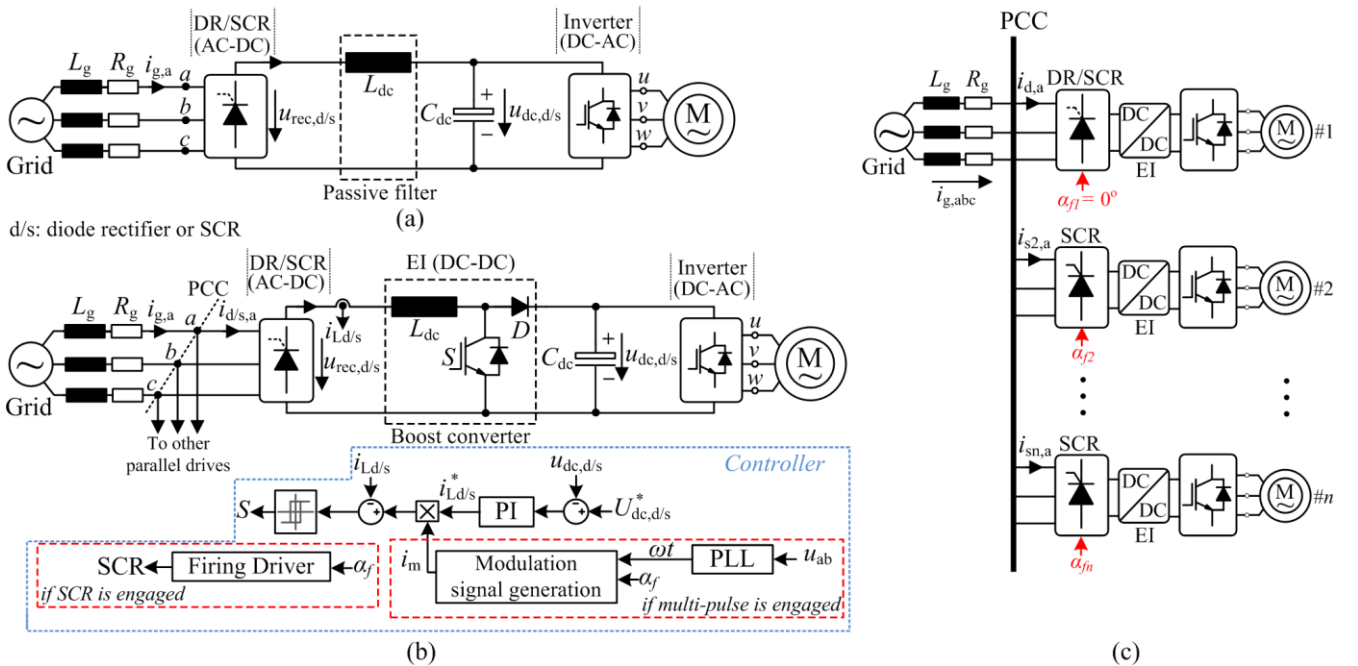 DR/SCR
(AC-DC)
Inverter
(DC-AC)
Lg Rg ig,a a
b
c
Grid
urec,d/s
Ldc
Cdc
+
−
udc,d/s
u
v
w
M
~
Passive filter
(a)
d/s: diode rectifier or SCR
DR/SCR
(AC-DC)
EI (DC-DC)
Inverter
(DC-AC)
PCC
Lg Rg ig,a a id/s,a
b
c
Grid
iLd/s
urec,d/s
Ldc
S
D
Cdc
+
−
udc,d/s
u
v
w
M
~
To other
parallel drives
Boost converter
Controller
S
iLd/s
-+
i*Ld/s
PI
udc,d/s
-+
U*dc,d/s
SCR
Firing Driver
αf
if SCR is engaged
im
Modulation
signal generation
ωt
PLL
uab
αf
if multi-pulse is engaged
(b)
PCC
Lg Rg id,a
DR/SCR
Grid
ig,abc
DC
DC
EI
M
~
#1
αf1 = 0°
is2,a
SCR
DC
DC
EI
M
~
#2
αf2
isn,a
SCR
DC
DC
EI
M
~
#n
αfn
(c)